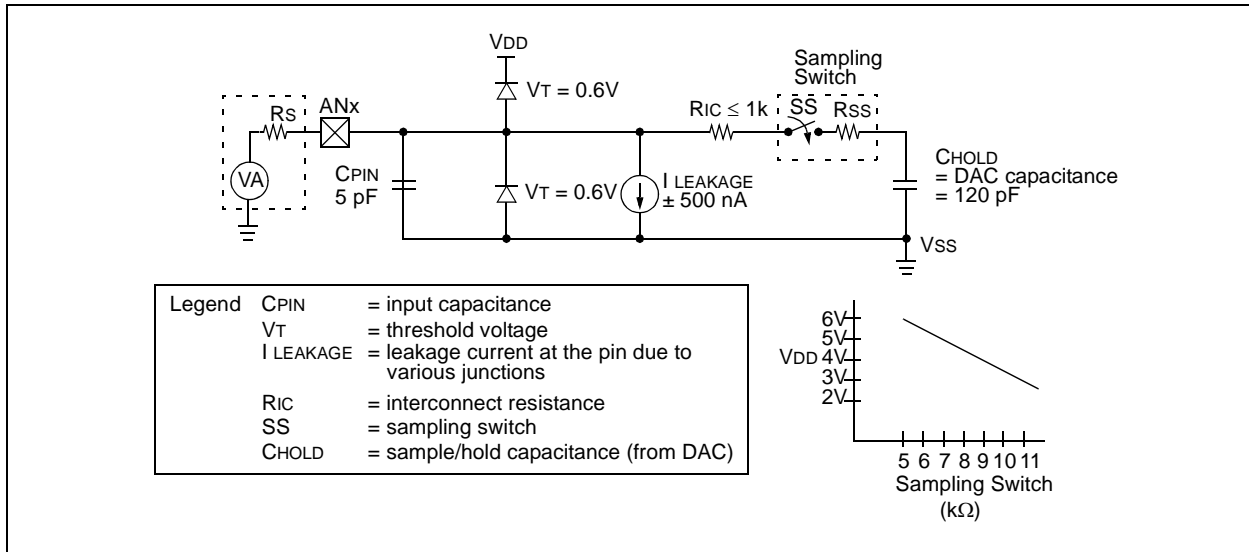 VDD
Sampling
Switch
VT = 0.6V
RS
ANx
RIC ≤ 1k
SS
RSS
VA
CPIN
5 pF
VT = 0.6V
I LEAKAGE
± 500 nA
CHOLD
= DAC capacitance
= 120 pF
VSS
Legend CPIN = input capacitance
VT = threshold voltage
I LEAKAGE = leakage current at the pin due to
various junctions
RIC = interconnect resistance
SS = sampling switch
CHOLD = sample/hold capacitance (from DAC)
6V
5V
VDD 4V
3V
2V
5 6 7 8 9 10 11
Sampling Switch
(kΩ)